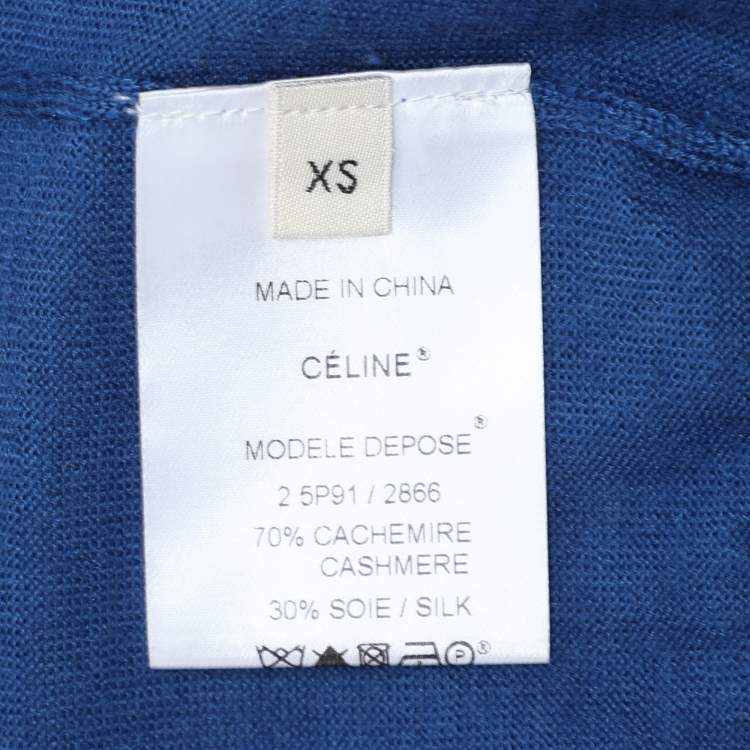 XS
MADE IN CHINA
CÉLINE®
MODELE DEPOSE®
2 5P91 / 2866
70% CACHEMIRE
CASHMERE
30% SOIE / SILK
P®